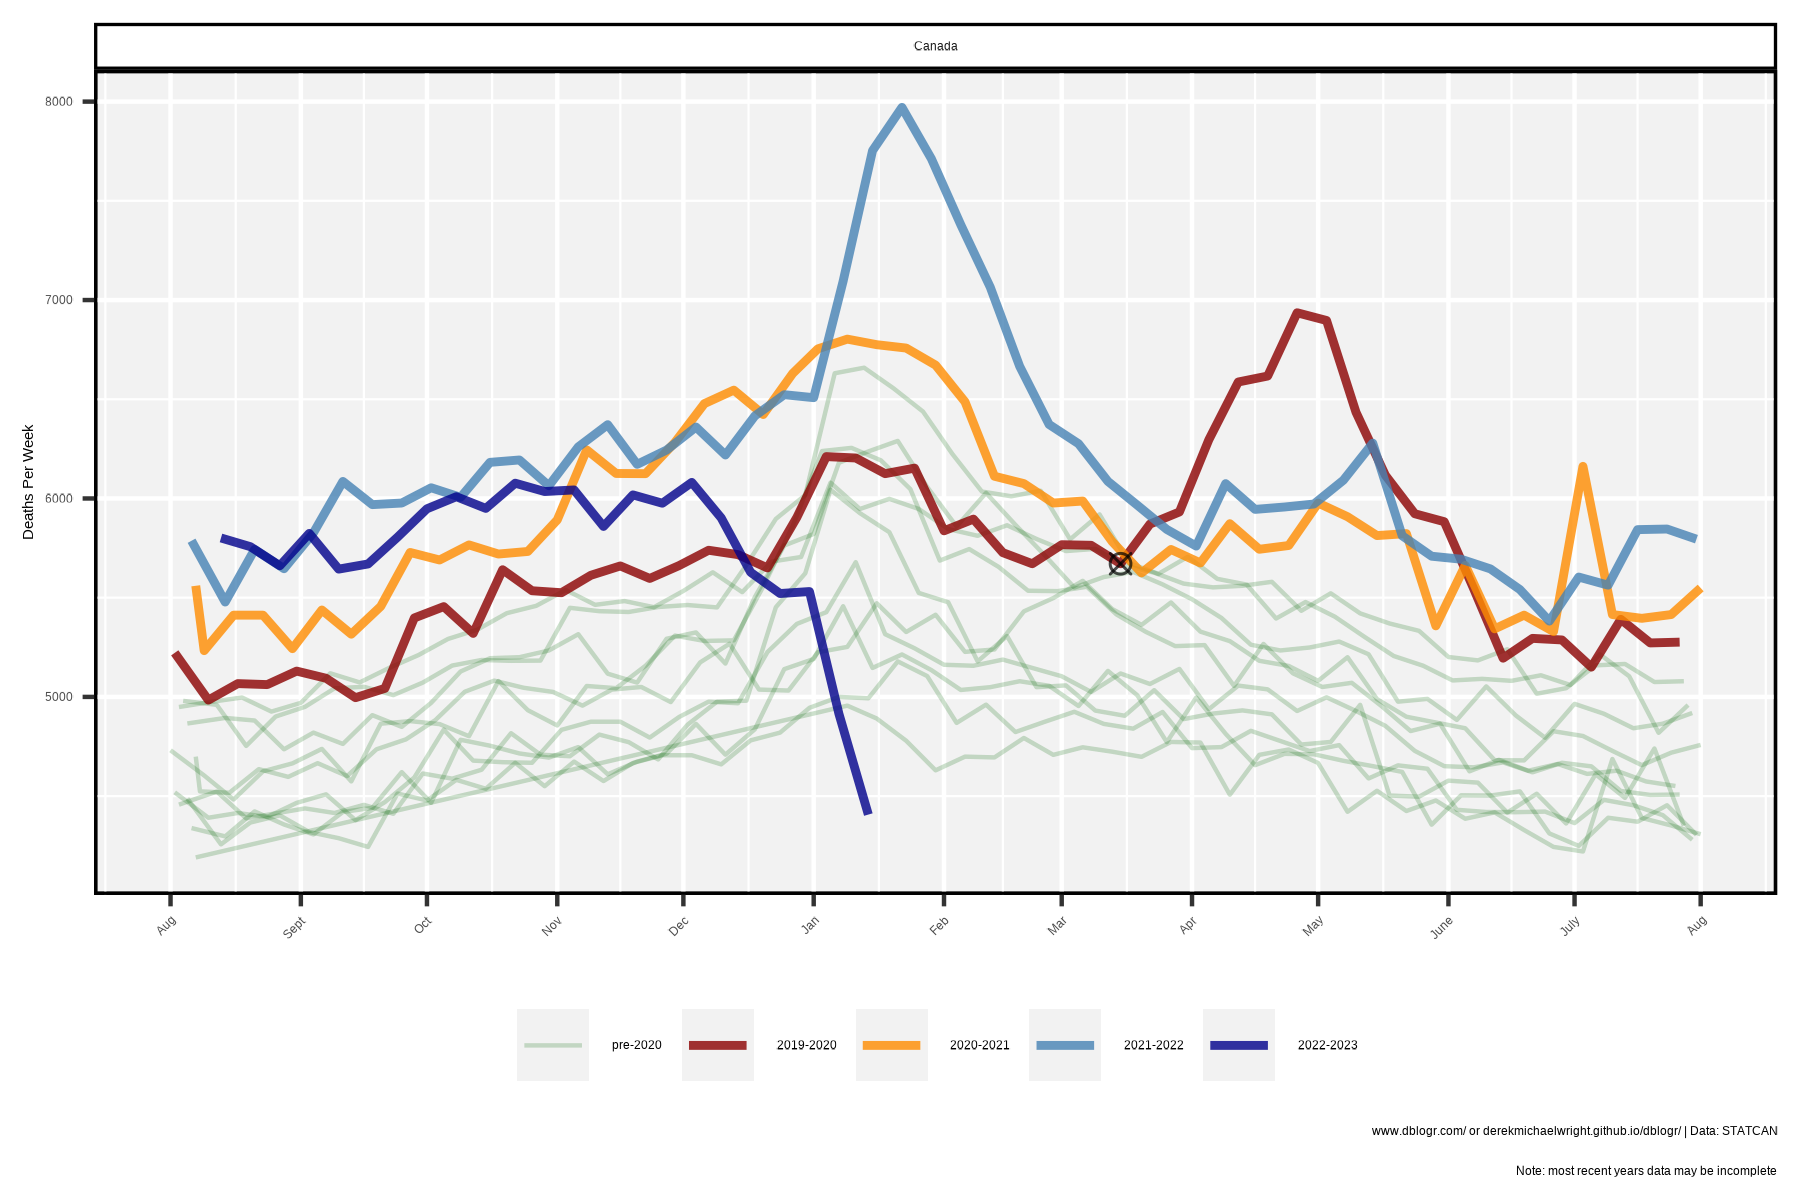 Canada
Deaths Per Week
8000
7000
6000
5000
Aug Sept Oct Nov Dec Jan Feb Mar Apr May June July Aug
pre-2020 2019-2020 2020-2021 2021-2022 2022-2023
www.dblogr.com/ or derekmichaelwright.github.io/dblogr/ | Data: STATCAN
Note: most recent years data may be incomplete